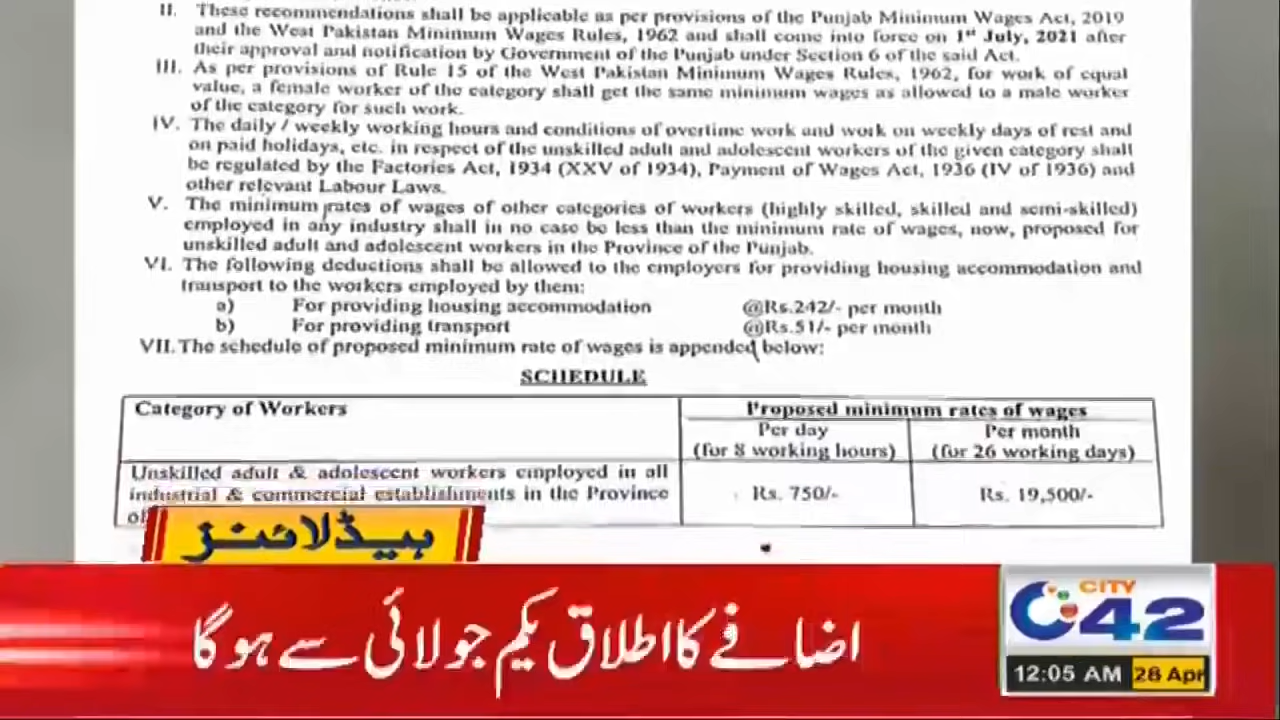 II. These recommendations shall be applicable as per provisions of the Punjab Minimum Wages Act, 2019
and the West Pakistan Minimum Wages Rules, 1962 and shall come into force on 1st July, 2021 after
their approval and notification by Government of the Punjab under Section 6 of the said Act.
III. As per provisions of Rule 15 of the West Pakistan Minimum Wages Rules, 1962, for work of equal
value, a female worker of the category shall get the same minimum wages as allowed to a male worker
of the category for such work.
IV. The daily / weekly working hours and conditions of overtime work and work on weekly days of rest and
on paid holidays, etc. in respect of the unskilled adult and adolescent workers of the given category shall
be regulated by the Factories Act, 1934 (XXV of 1934), Payment of Wages Act, 1936 (IV of 1936) and
other relevant Labour Laws.
V. The minimum rates of wages of other categories of workers (highly skilled, skilled and semi-skilled)
employed in any industry shall in no case be less than the minimum rate of wages, now, proposed for
unskilled adult and adolescent workers in the Province of the Punjab.
VI. The following deductions shall be allowed to the employers for providing housing accommodation and
transport to the workers employed by them:
a) For providing housing accommodation @Rs.242/- per month
b) For providing transport @Rs.51/- per month
VII. The schedule of proposed minimum rate of wages is appended below:
SCHEDULE
Category of Workers Proposed minimum rates of wages
Per day Per month
(for 8 working hours) (for 26 working days)
Unskilled adult & adolescent workers employed in all
industrial & commercial establishments in the Province Rs. 750/- Rs. 19,500/-
of
ہیڈلائنز
اضافے کا اطلاق یکم جولائی سے ہو گا
CITY
42
12:05 AM 28 Apr